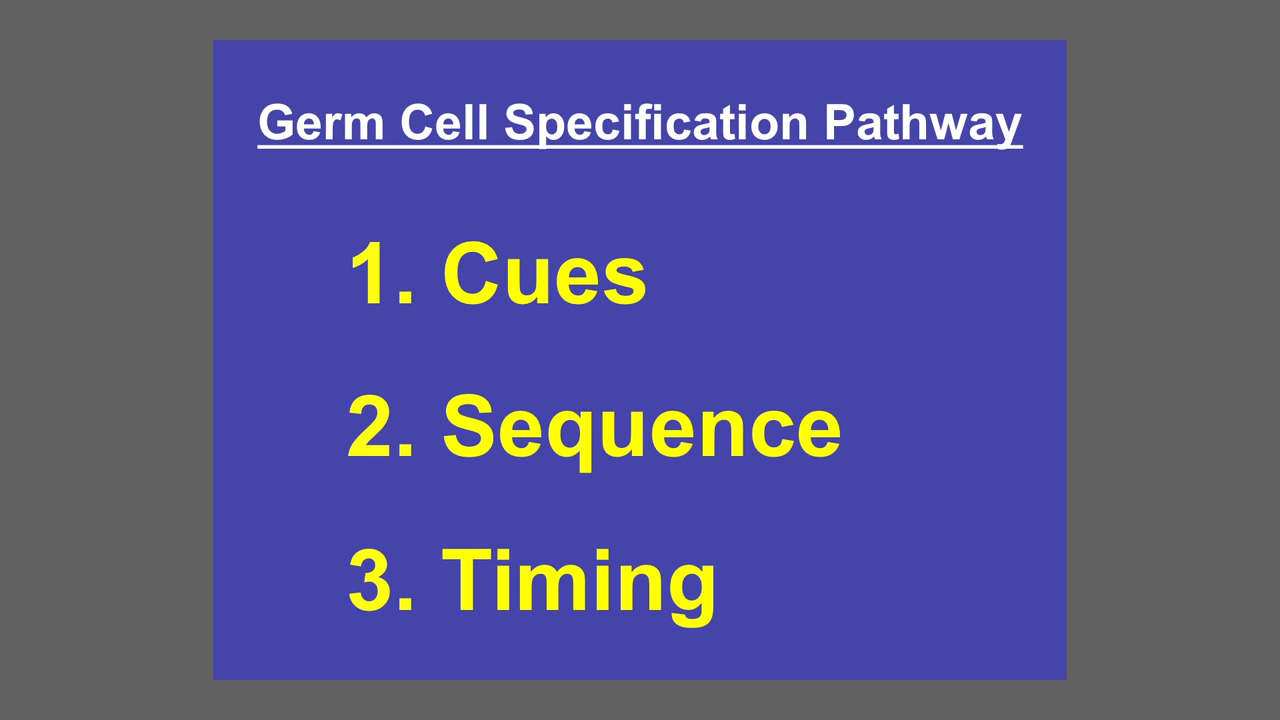 Germ Cell Specification Pathway
1. Cues
2. Sequence
3. Timing